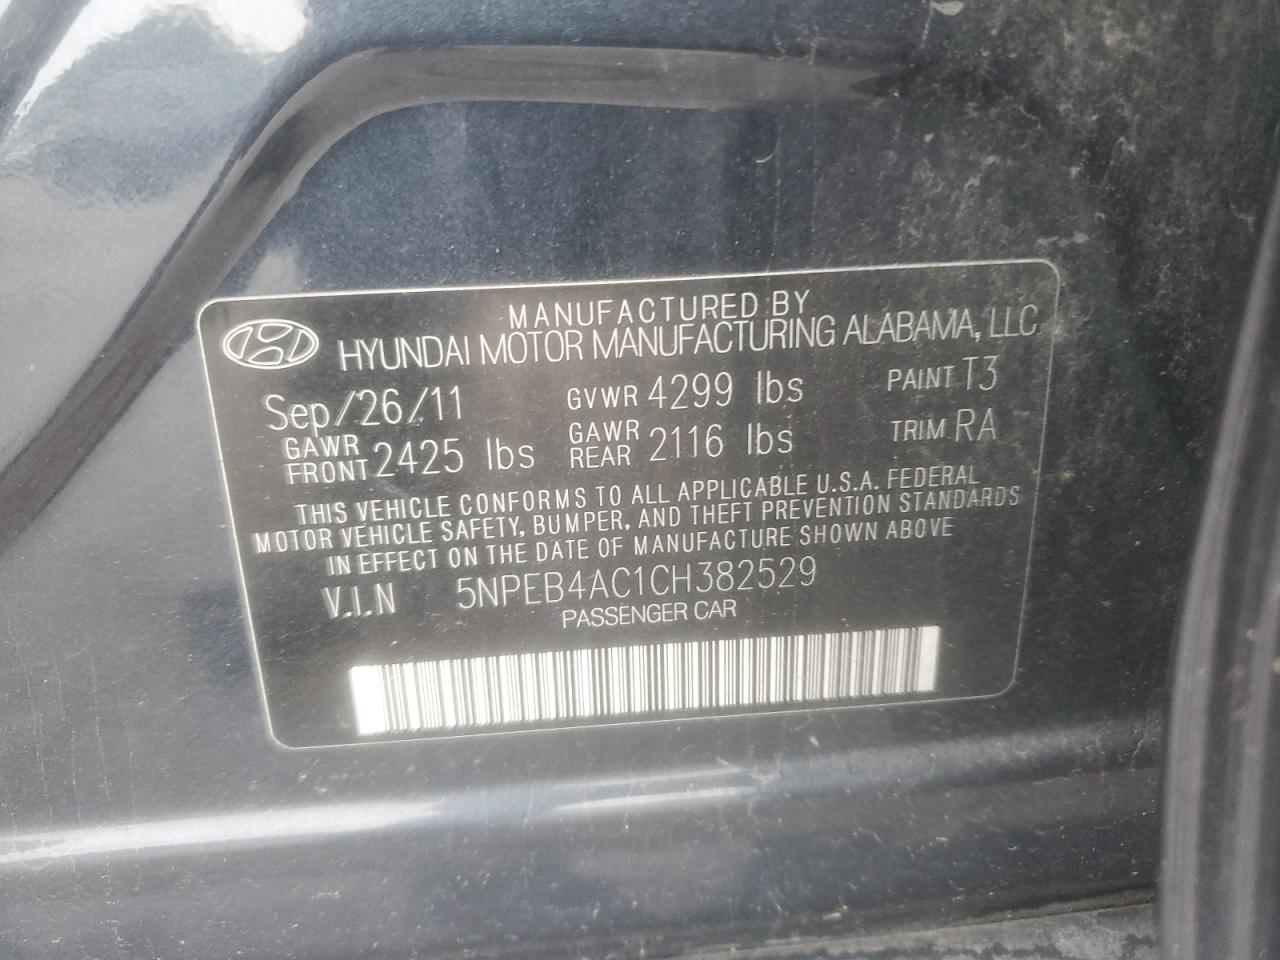 MANUFACTURED BY
HYUNDAI MOTOR MANUFACTURING ALABAMA, LLC
Sep/26/11 GVWR 4299 lbs PAINT T3
GAWR FRONT 2425 lbs GAWR REAR 2116 lbs TRIM RA
THIS VEHICLE CONFORMS TO ALL APPLICABLE U.S.A. FEDERAL
MOTOR VEHICLE SAFETY, BUMPER, AND THEFT PREVENTION STANDARDS
IN EFFECT ON THE DATE OF MANUFACTURE SHOWN ABOVE
V.I.N 5NPEB4AC1CH382529
PASSENGER CAR